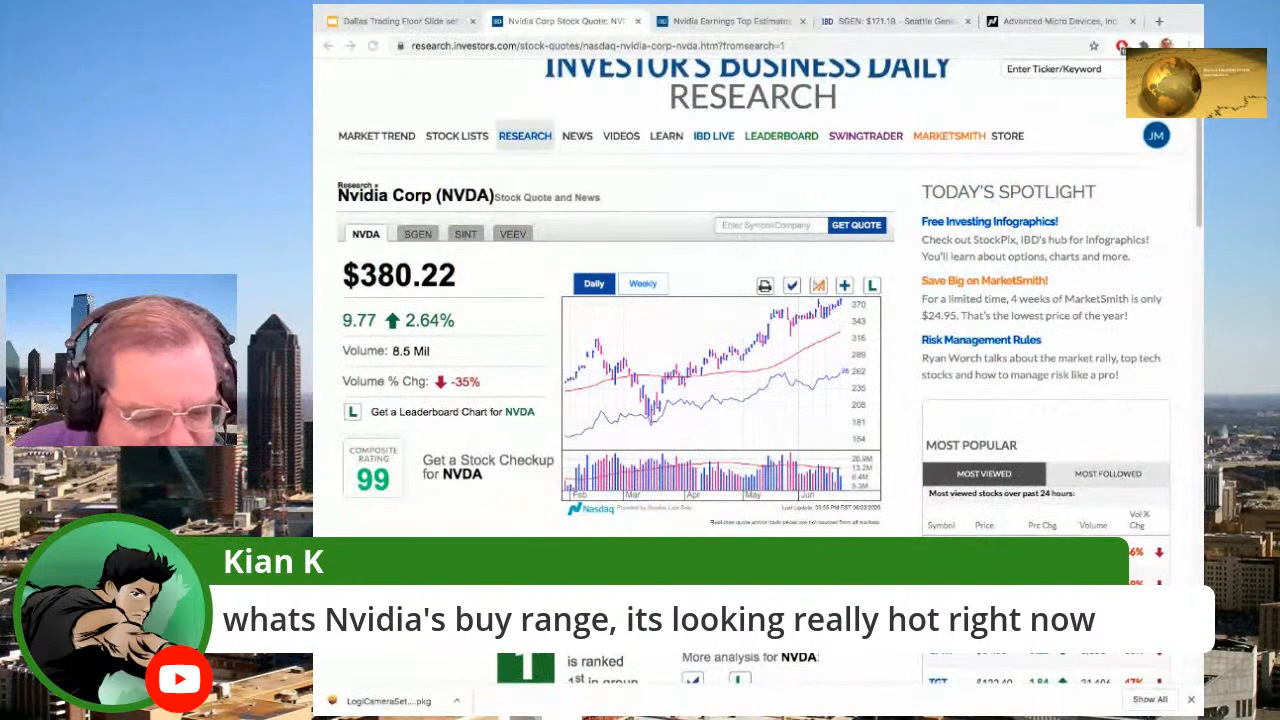 Dallas Trading Floor Slide set
Nvidia Corp Stock Quote: NV
Nvidia Earnings Top Estimate
IBD SGEN: $171.18 - Seattle Gen
Advanced Micro Devices, Inc.
research.investors.com/stock-quotes/nasdaq-nvidia-corp-nvda.htm?fromsearch=1
INVESTOR'S BUSINESS DAILY
RESEARCH
Enter Ticker/Keyword
MARKET TREND STOCK LISTS RESEARCH NEWS VIDEOS LEARN IBD LIVE LEADERBOARD SWINGTRADER MARKETSMITH STORE
JM
Research »
Nvidia Corp (NVDA) Stock Quote and News
NVDA SGEN SINT VEEV
Enter Symbol/Company GET QUOTE
$380.22
9.77 2.64%
Volume: 8.5 Mil
Volume % Chg: -35%
L Get a Leaderboard Chart for NVDA
COMPOSITE
RATING
99
Get a Stock Checkup
for NVDA
Daily Weekly
L
370
343
316
289
262
235
208
181
154
26.9M
13.2M
8.4M
5.3M
Feb Mar Apr May Jun
Nasdaq
TODAY'S SPOTLIGHT
Free Investing Infographics!
Check out StockPix, IBD's hub for infographics!
You'll learn about options, charts and more.
Save Big on MarketSmith!
For a limited time, 4 weeks of MarketSmith is only
$24.95. That's the lowest price of the year!
Risk Management Rules
Ryan Worch talks about the market rally, top tech
stocks and how to manage risk like a pro!
MOST POPULAR
MOST VIEWED MOST FOLLOWED
Most viewed stocks over past 24 hours:
Symbol Price Pre Chg Volume Vol %
Chg
Kian K
whats Nvidia's buy range, its looking really hot right now
1
is ranked
1st in group
More analysis for NVDA:
LogiCameraSet....pkg
Show All